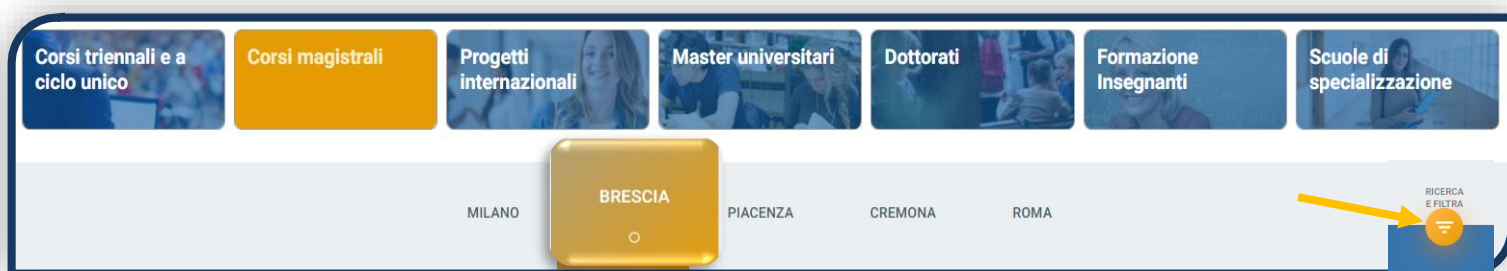 Corsi triennali e a
ciclo unico
Corsi magistrali
Progetti
internazionali
Master universitari
Dottorati
Formazione
Insegnanti
Scuole di
specializzazione
MILANO
BRESCIA
PIACENZA
CREMONA
ROMA
RICERCA
E FILTRA